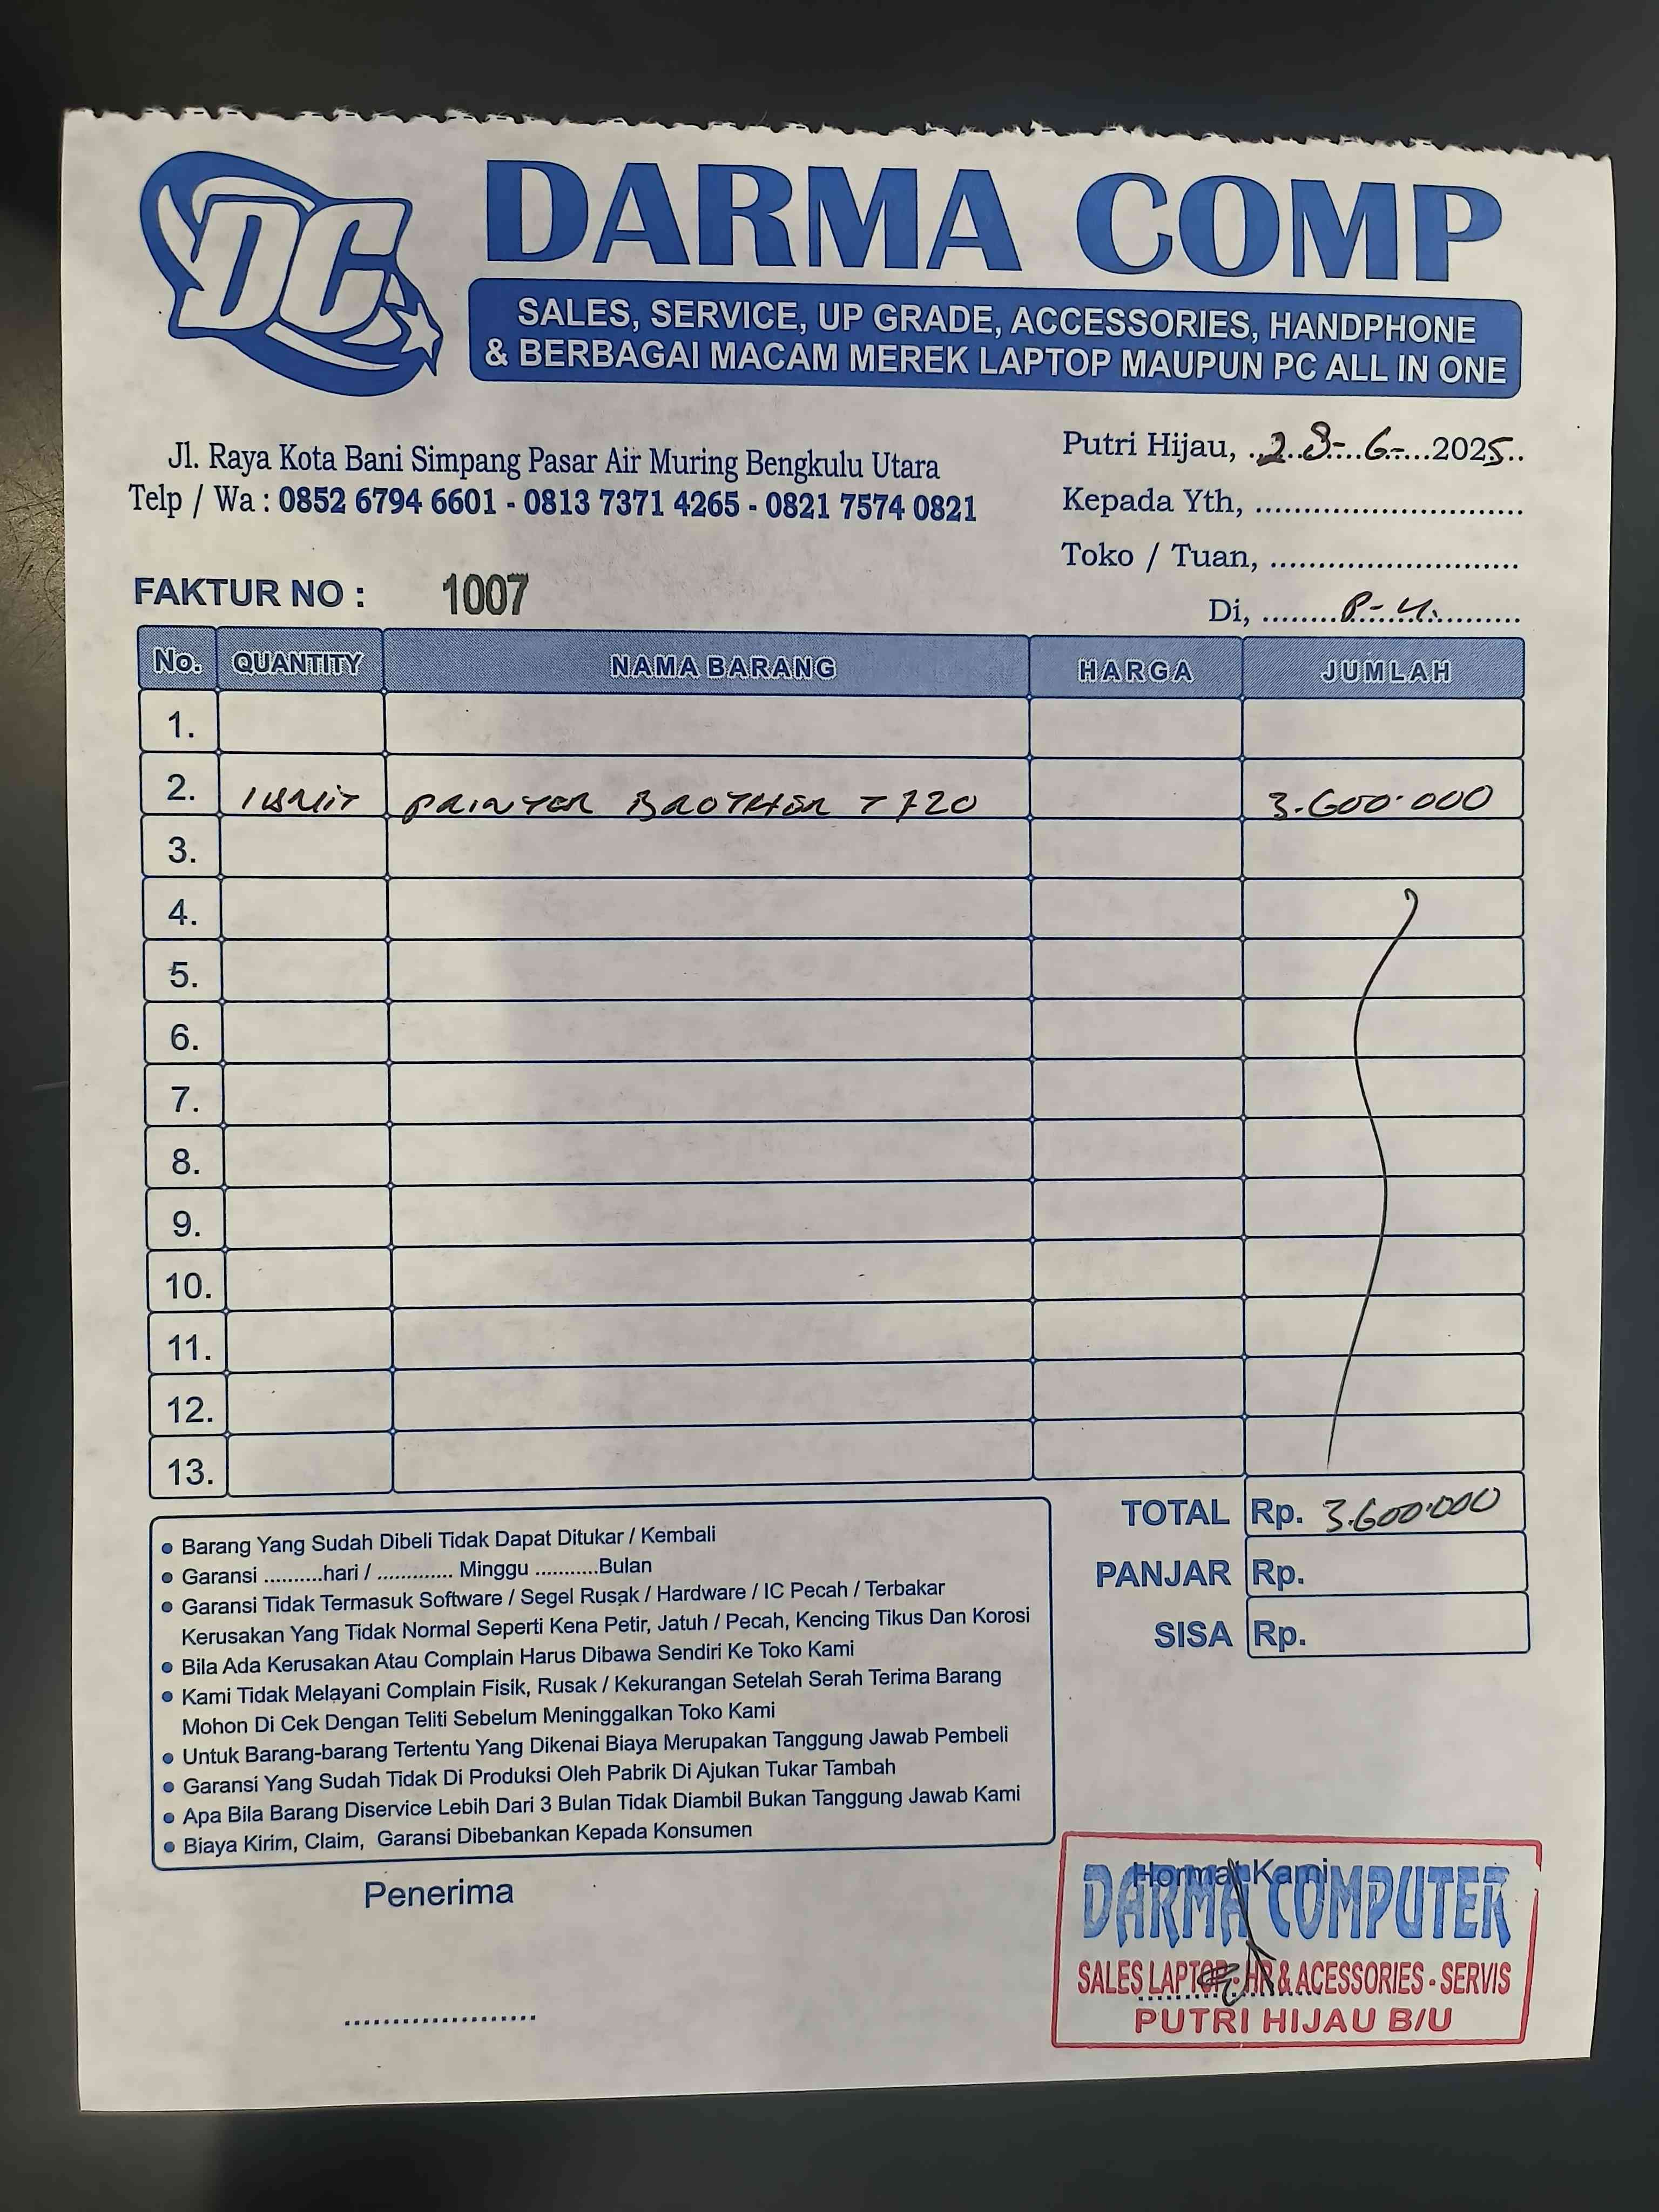 DC
DARMA COMP
SALES, SERVICE, UP GRADE, ACCESSORIES, HANDPHONE
& BERBAGAI MACAM MEREK LAPTOP MAUPUN PC ALL IN ONE
Jl. Raya Kota Bani Simpang Pasar Air Muring Bengkulu Utara
Telp / Wa : 0852 6794 6601 - 0813 7371 4265 - 0821 7574 0821
Putri Hijau, 28-6-2025
Kepada Yth, ............................
Toko / Tuan, ..........................
FAKTUR NO : 1007
Di, ........P-H...........
No. QUANTITY NAMA BARANG HARGA JUMLAH
1.
2. 1 UNIT PRINTER BROTHER T720 3.600.000
3.
4.
5.
6.
7.
8.
9.
10.
11.
12.
13.
TOTAL Rp. 3.600.000
PANJAR Rp.
SISA Rp.
• Barang Yang Sudah Dibeli Tidak Dapat Ditukar / Kembali
• Garansi ..........hari / ............. Minggu ...........Bulan
• Garansi Tidak Termasuk Software / Segel Rusak / Hardware / IC Pecah / Terbakar
Kerusakan Yang Tidak Normal Seperti Kena Petir, Jatuh / Pecah, Kencing Tikus Dan Korosi
• Bila Ada Kerusakan Atau Complain Harus Dibawa Sendiri Ke Toko Kami
• Kami Tidak Melayani Complain Fisik, Rusak / Kekurangan Setelah Serah Terima Barang
Mohon Di Cek Dengan Teliti Sebelum Meninggalkan Toko Kami
• Untuk Barang-barang Tertentu Yang Dikenai Biaya Merupakan Tanggung Jawab Pembeli
• Garansi Yang Sudah Tidak Di Produksi Oleh Pabrik Di Ajukan Tukar Tambah
• Apa Bila Barang Diservice Lebih Dari 3 Bulan Tidak Diambil Bukan Tanggung Jawab Kami
• Biaya Kirim, Claim, Garansi Dibebankan Kepada Konsumen
Penerima
....................
Hormat Kami
DARMA COMPUTER
SALES LAPTOP - HP & ACESSORIES - SERVIS
PUTRI HIJAU B/U